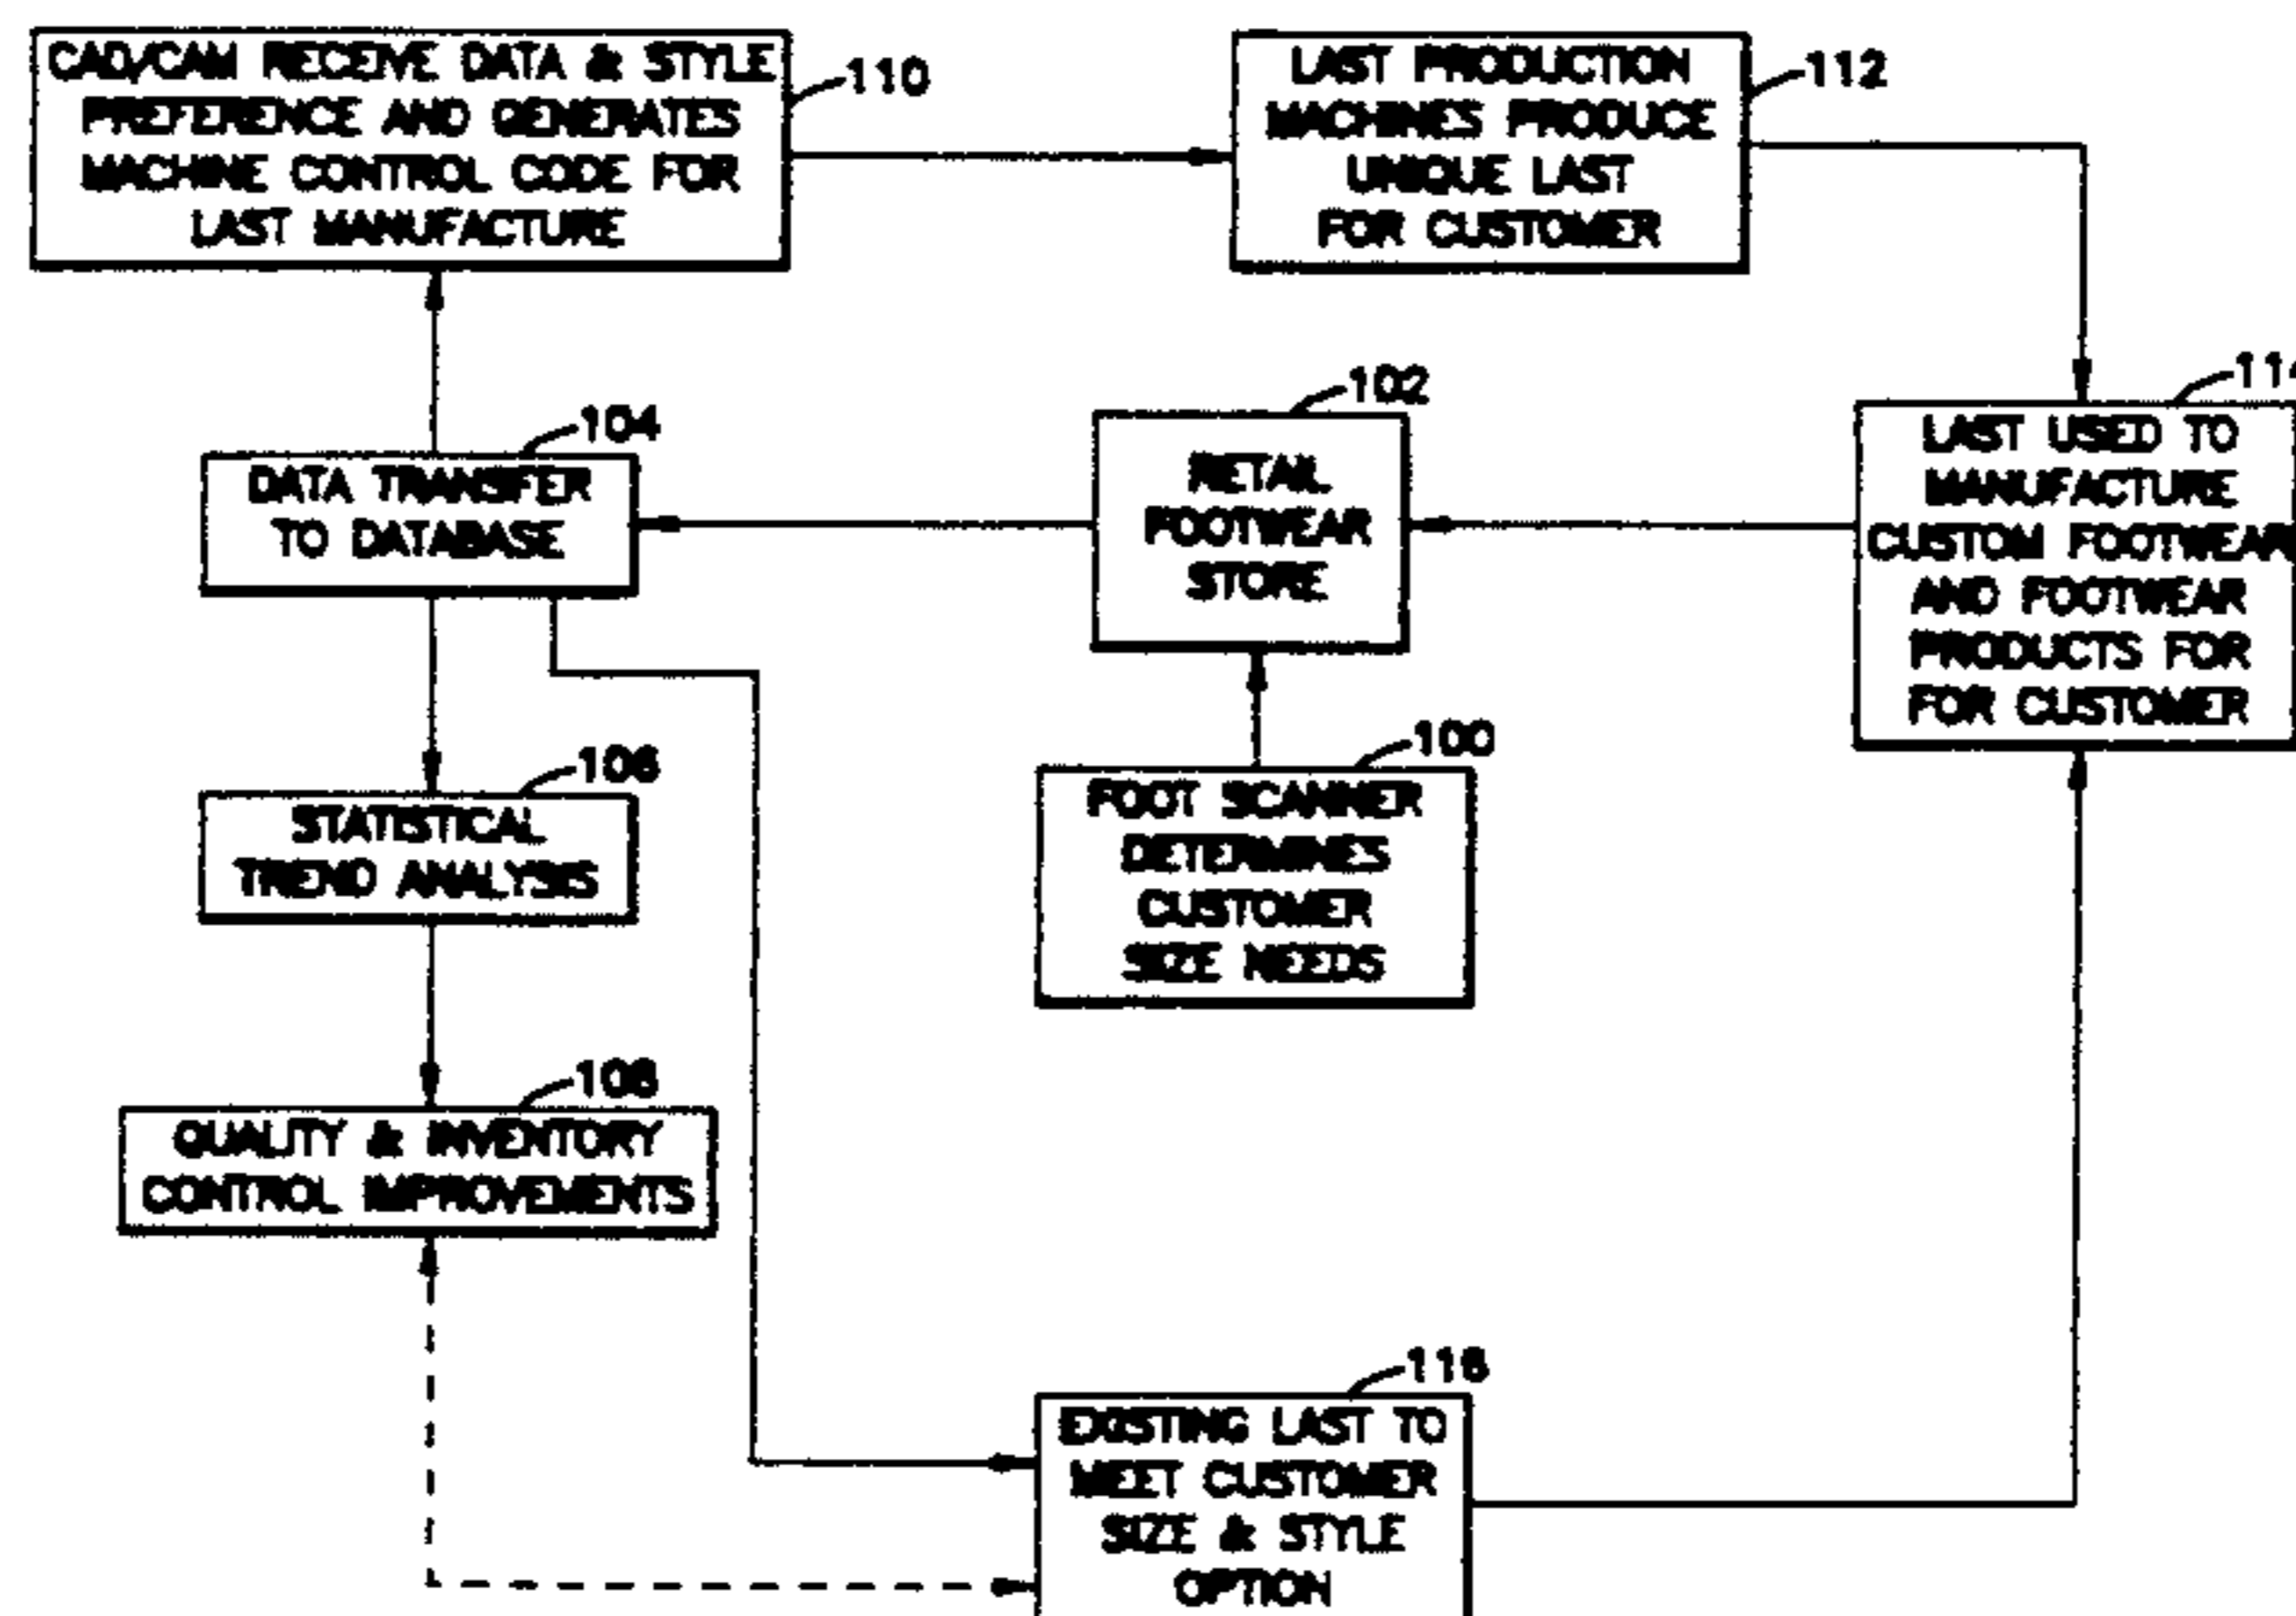 CAD/CAM RECEIVE DATA & STYLE
PREFERENCE AND GENERATES
MACHINE CONTROL CODE FOR
LAST MANUFACTURE
110
LAST PRODUCTION
MACHINES PRODUCE
UNIQUE LAST
FOR CUSTOMER
112
104
DATA TRANSFER
TO DATABASE
102
RETAIL
FOOTWEAR
STORE
LAST USED TO
MANUFACTURE
CUSTOM FOOTWEAR
AND FOOTWEAR
PRODUCTS FOR
FOR CUSTOMER
106
STATISTICAL
TREND ANALYSIS
100
FOOT SCANNER
DETERMINES
CUSTOMER
SIZE NEEDS
108
QUALITY & INVENTORY
CONTROL IMPROVEMENTS
116
EXISTING LAST TO
MEET CUSTOMER
SIZE & STYLE
OPTION